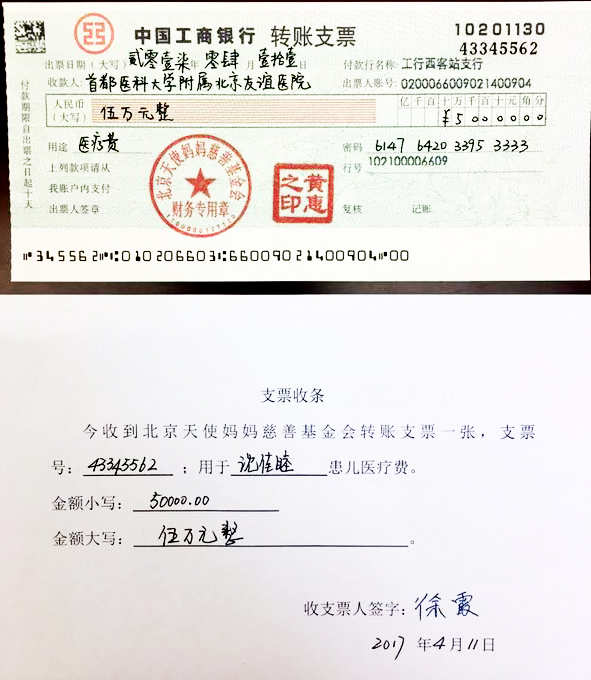 中国工商银行 转账支票
10201130
43345562
出票日期（大写） 贰零壹柒 年 零肆 月 壹拾壹 日
付款行名称：工行西客站支行
收款人：首都医科大学附属北京友谊医院
出票人账号：0200066009021400904
人民币（大写） 伍万元整
亿千百十万千百十元角分
￥5000000
用途 医疗费
密码 6147 6420 3395 3333
行号 102100006609
上列款项请从
我账户内支付
出票人签章
复核 记账
付款期限自出票之日起十天
北京天使妈妈慈善基金会
财务专用章
黄惠之印
⑈345562⑈⑆010206603⑆66009021400904⑈00
支票收条
今收到北京天使妈妈慈善基金会转账支票一张，支票
号：43345562；用于 沈佳睦 患儿医疗费。
金额小写：50000.00
金额大写：伍万元整。
收支票人签字：徐霞
2017 年4月11日